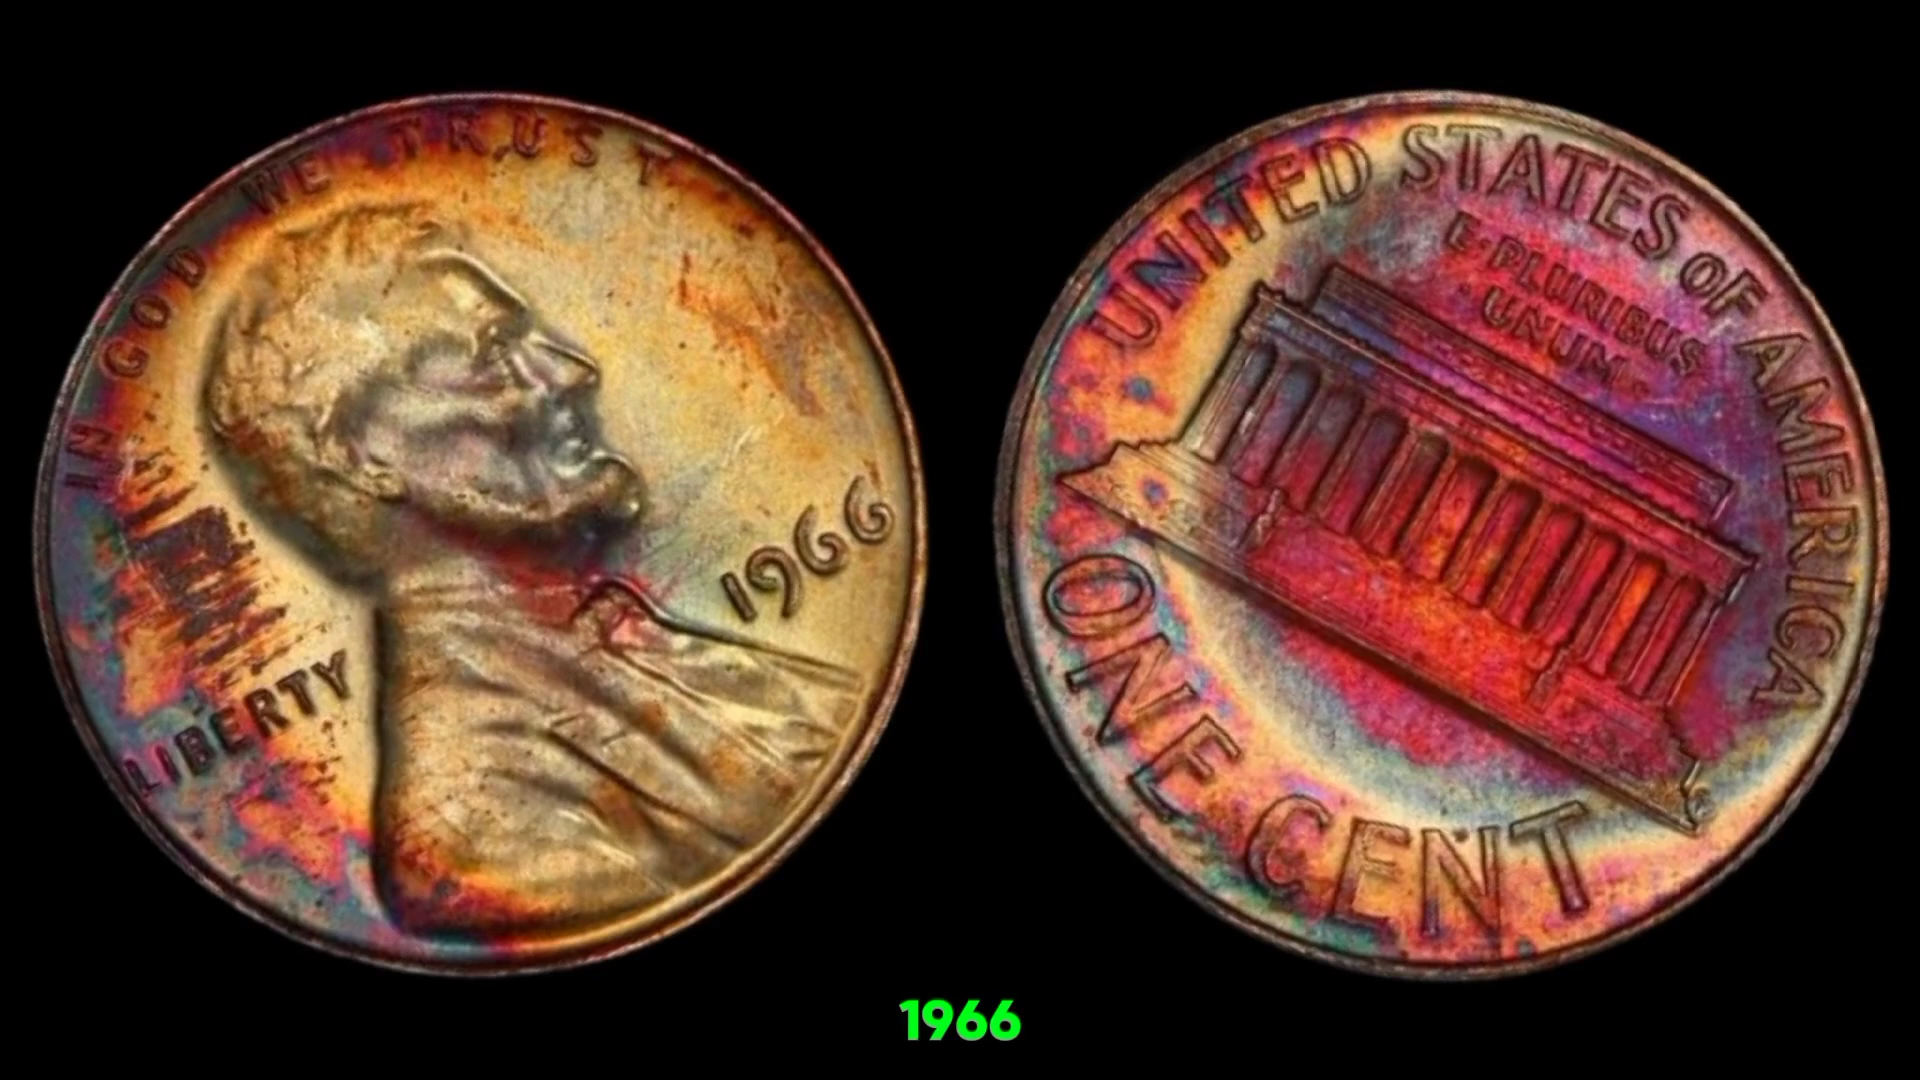 IN GOD WE TRUST
LIBERTY
1966
UNITED STATES OF AMERICA
E·PLURIBUS
·UNUM·
ONE CENT
1966